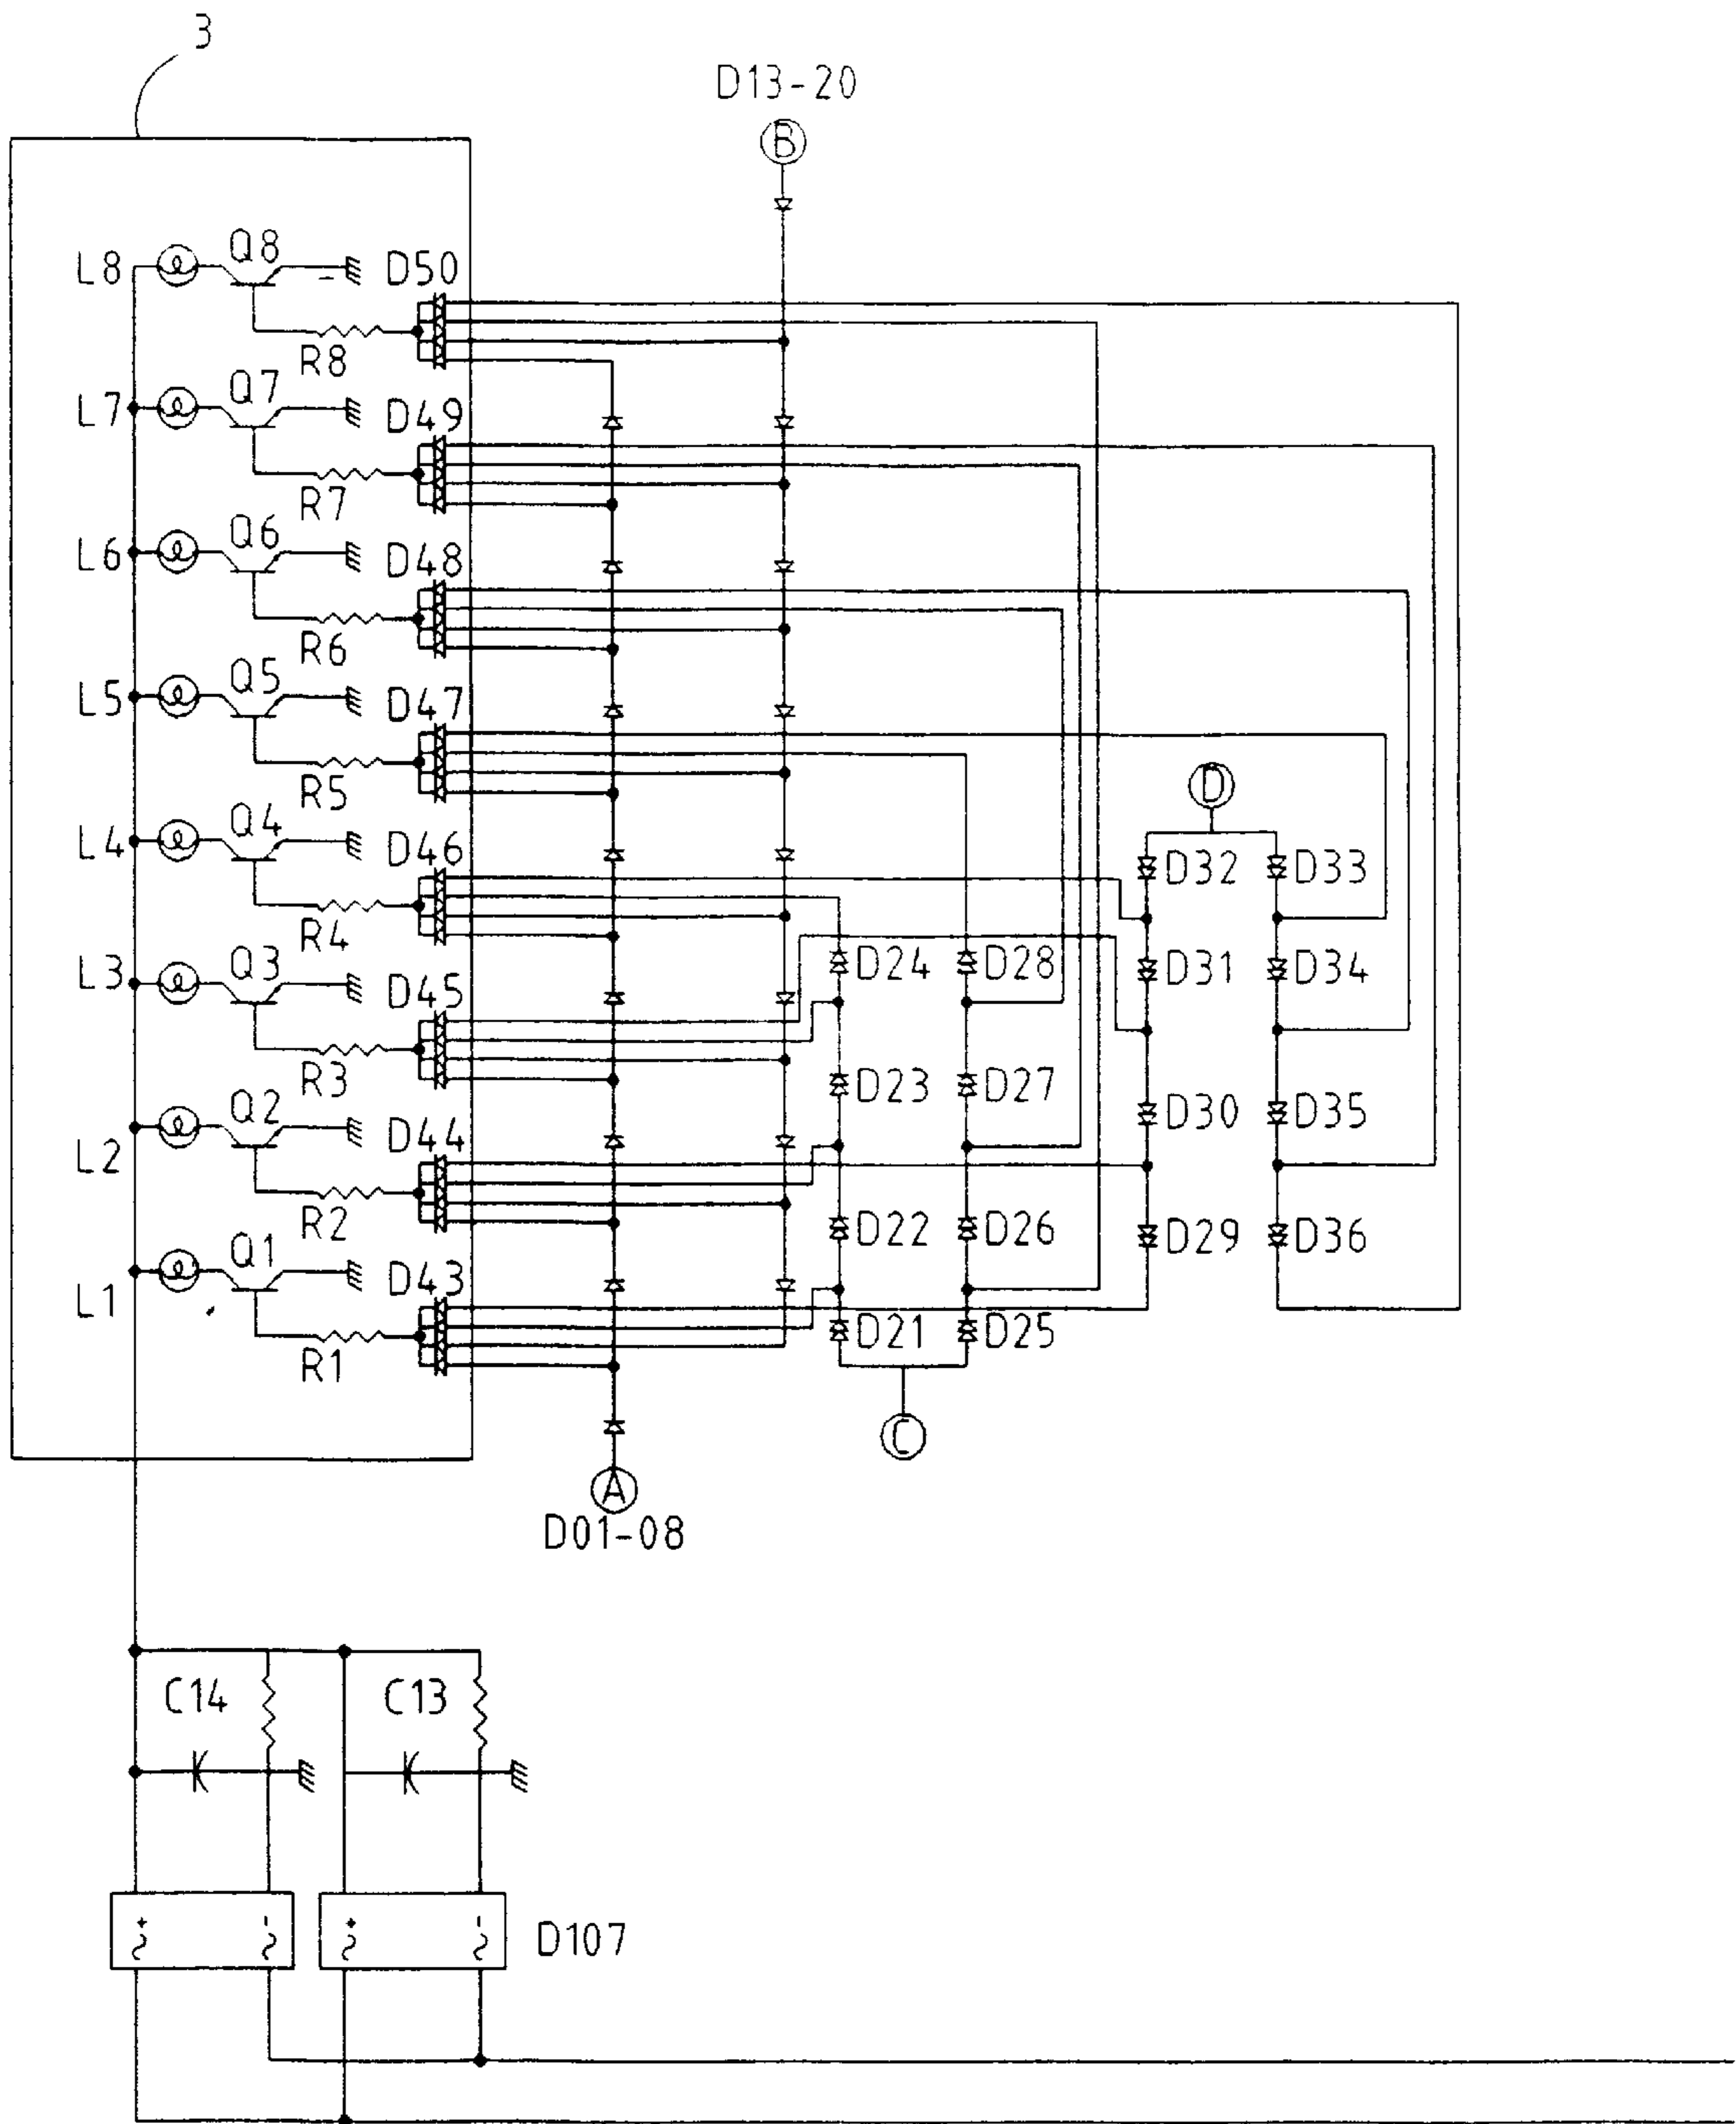 3
D13-20
B
L8 Q8 D50
R8
L7 Q7 D49
R7
L6 Q6 D48
R6
L5 Q5 D47
R5
D
L4 Q4 D46
D32 D33
R4
L3 Q3 D45
D24 D28 D31 D34
R3
D23 D27 D30 D35
L2 Q2 D44
R2
D22 D26 D29 D36
L1 Q1 D43
R1
D21 D25
C
A
D01-08
C14 C13
+ - + -
~ ~ ~ ~
D107